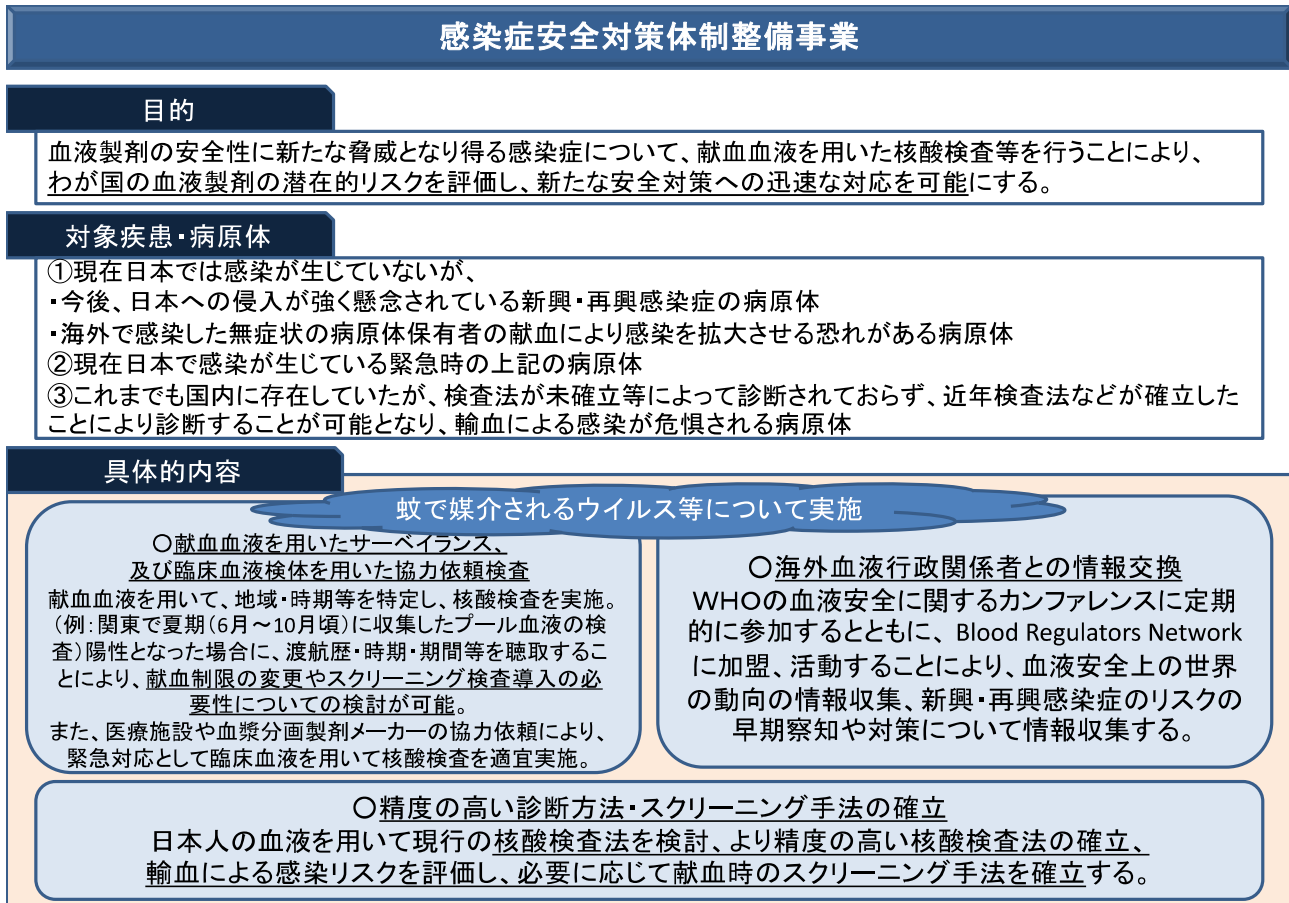 感染症安全対策体制整備事業
目的
血液製剤の安全性に新たな脅威となり得る感染症について、献血血液を用いた核酸検査等を行うことにより、
わが国の血液製剤の潜在的リスクを評価し、新たな安全対策への迅速な対応を可能にする。
対象疾患・病原体
①現在日本では感染が生じていないが、
・今後、日本への侵入が強く懸念されている新興・再興感染症の病原体
・海外で感染した無症状の病原体保有者の献血により感染を拡大させる恐れがある病原体
②現在日本で感染が生じている緊急時の上記の病原体
③これまでも国内に存在していたが、検査法が未確立等によって診断されておらず、近年検査法などが確立した
ことにより診断することが可能となり、輸血による感染が危惧される病原体
具体的内容
蚊で媒介されるウイルス等について実施
○献血血液を用いたサーベイランス、
及び臨床血液検体を用いた協力依頼検査
献血血液を用いて、地域・時期等を特定し、核酸検査を実施。
(例:関東で夏期(6月～10月頃)に収集したプール血液の検
査)陽性となった場合に、渡航歴・時期・期間等を聴取するこ
とにより、献血制限の変更やスクリーニング検査導入の必
要性についての検討が可能。
また、医療施設や血漿分画製剤メーカーの協力依頼により、
緊急対応として臨床血液を用いて核酸検査を適宜実施。
○海外血液行政関係者との情報交換
WHOの血液安全に関するカンファレンスに定期
的に参加するとともに、Blood Regulators Network
に加盟、活動することにより、血液安全上の世界
の動向の情報収集、新興・再興感染症のリスクの
早期察知や対策について情報収集する。
○精度の高い診断方法・スクリーニング手法の確立
日本人の血液を用いて現行の核酸検査法を検討、より精度の高い核酸検査法の確立、
輸血による感染リスクを評価し、必要に応じて献血時のスクリーニング手法を確立する。